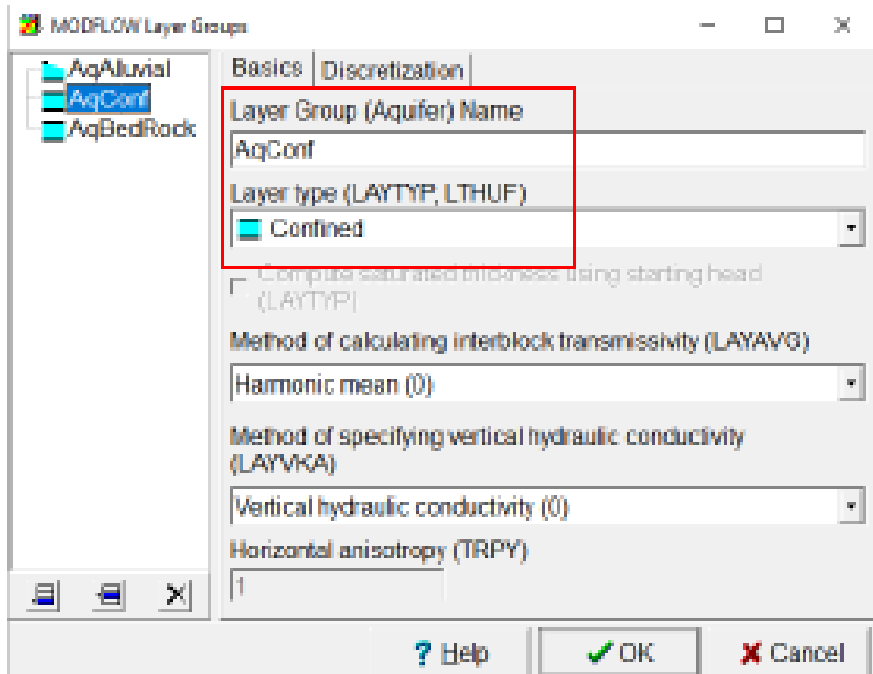 MODFLOW Layer Groups
AqAlluvial
AqConf
AqBedRock
Basics
Discretization
Layer Group (Aquifer) Name
AqConf
Layer type (LAYTYP, LTHUF)
Confined
Compute saturated thickness using starting head
(LAYTYP)
Method of calculating interblock transmissivity (LAYAVG)
Harmonic mean (0)
Method of specifying vertical hydraulic conductivity
(LAYVKA)
Vertical hydraulic conductivity (0)
Horizontal anisotropy (TRPY)
1
? Help
OK
Cancel